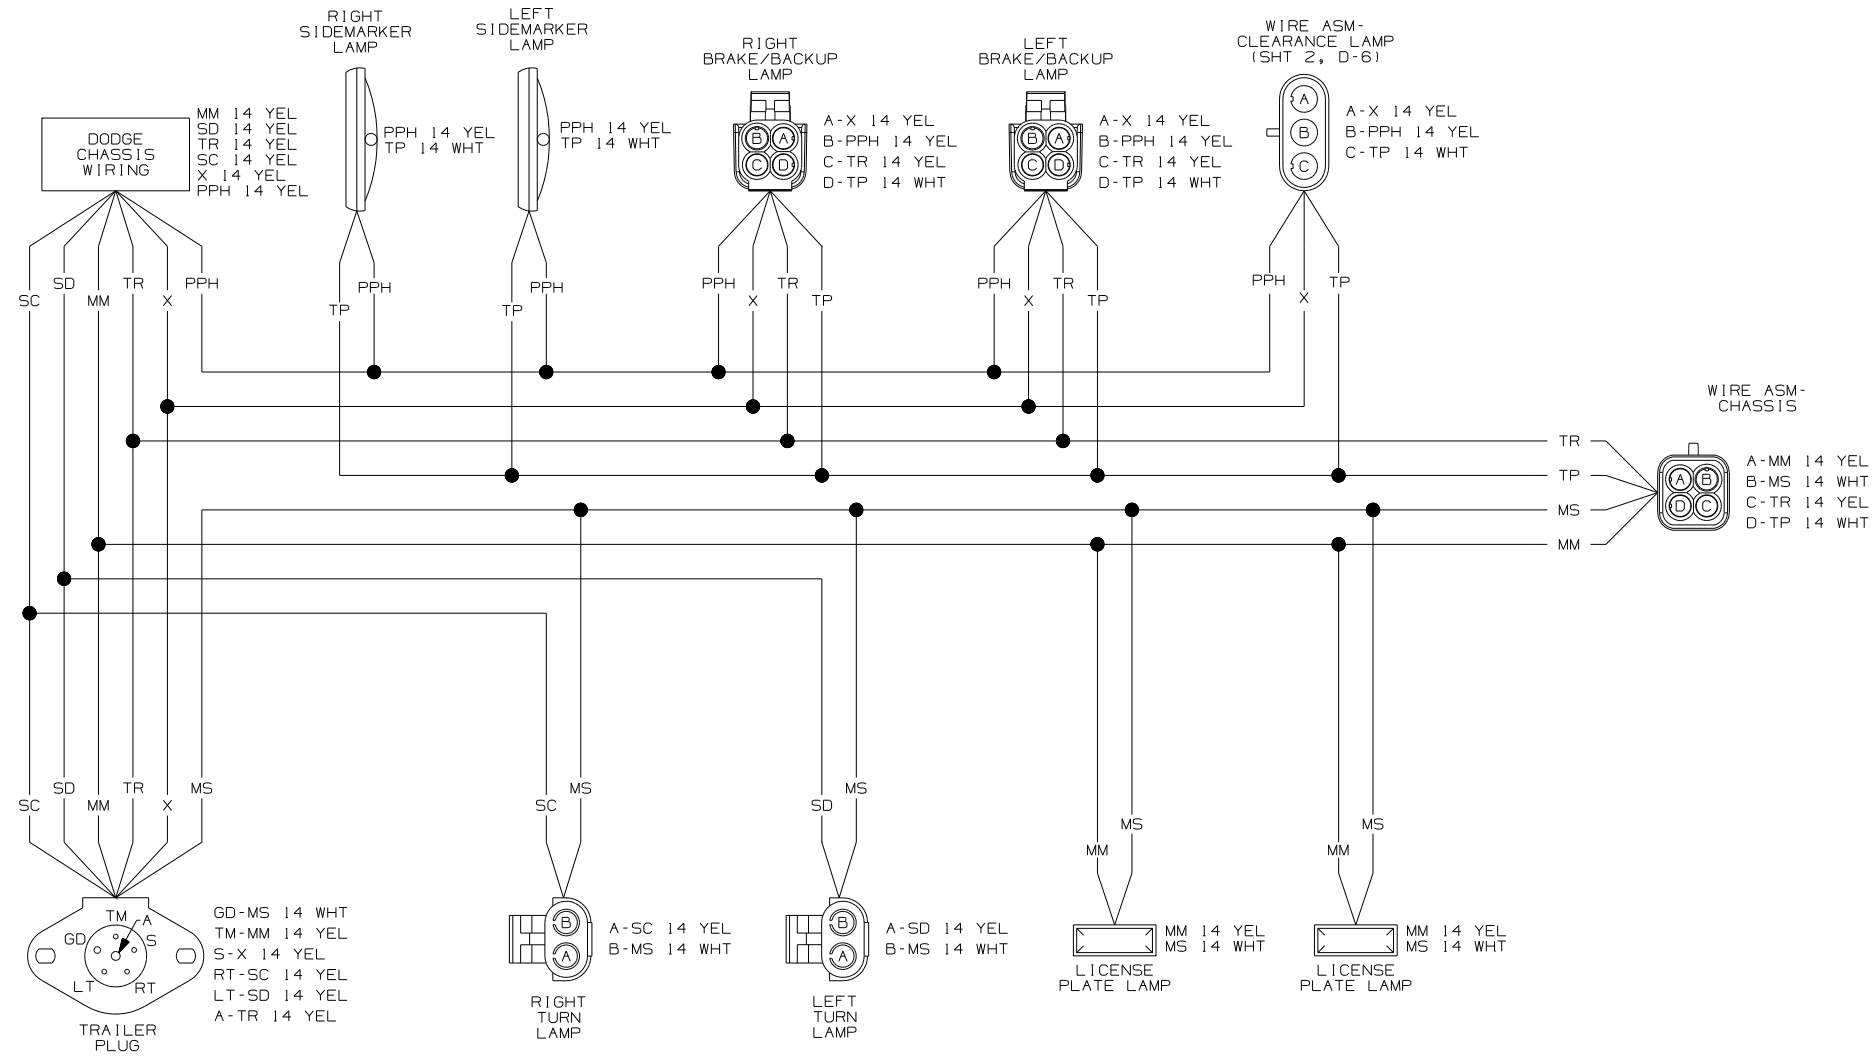 RIGHT
SIDEMARKER
LAMP
LEFT
SIDEMARKER
LAMP
RIGHT
BRAKE/BACKUP
LAMP
LEFT
BRAKE/BACKUP
LAMP
WIRE ASM-
CLEARANCE LAMP
(SHT 2, D-6)
DODGE
CHASSIS
WIRING
MM 14 YEL
SD 14 YEL
TR 14 YEL
SC 14 YEL
X 14 YEL
PPH 14 YEL
PPH 14 YEL
TP 14 WHT
PPH 14 YEL
TP 14 WHT
B A
C D
A-X 14 YEL
B-PPH 14 YEL
C-TR 14 YEL
D-TP 14 WHT
B A
C D
A-X 14 YEL
B-PPH 14 YEL
C-TR 14 YEL
D-TP 14 WHT
A
B
C
A-X 14 YEL
B-PPH 14 YEL
C-TP 14 WHT
SC SD MM TR X PPH
TP PPH
TP PPH
PPH X TR TP
PPH X TR TP
PPH X TP
WIRE ASM-
CHASSIS
TR
TP
MS
MM
A B
D C
A-MM 14 YEL
B-MS 14 WHT
C-TR 14 YEL
D-TP 14 WHT
SC SD MM TR X MS
SC MS
SD MS
MM MS
MM MS
TM A
GD S
LT RT
GD-MS 14 WHT
TM-MM 14 YEL
S-X 14 YEL
RT-SC 14 YEL
LT-SD 14 YEL
A-TR 14 YEL
TRAILER
PLUG
B
A
A-SC 14 YEL
B-MS 14 WHT
RIGHT
TURN
LAMP
B
A
A-SD 14 YEL
B-MS 14 WHT
LEFT
TURN
LAMP
MM 14 YEL
MS 14 WHT
LICENSE
PLATE LAMP
MM 14 YEL
MS 14 WHT
LICENSE
PLATE LAMP